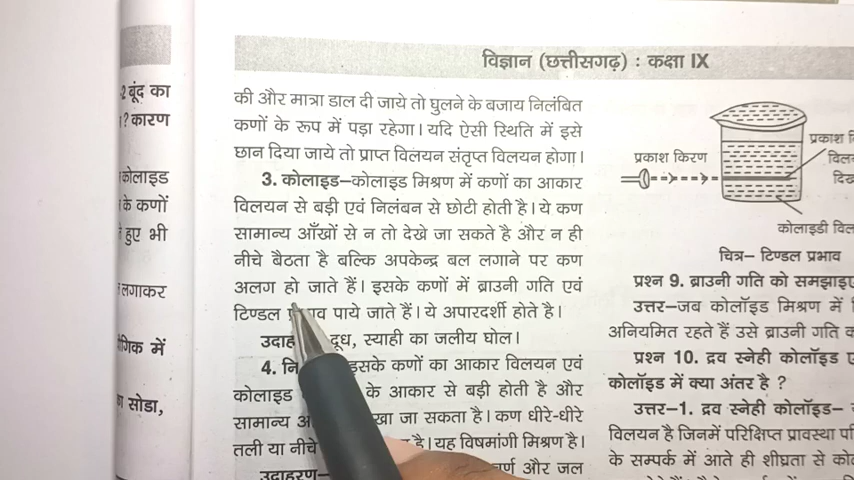 विज्ञान (छत्तीसगढ़) : कक्षा IX
2 बूंद का
? कारण
कोलाइड
के कणों
हुए भी
लगाकर
गिक में
सोडा,
की और मात्रा डाल दी जाये तो घुलने के बजाय निलंबित
कणों के रूप में पड़ा रहेगा। यदि ऐसी स्थिति में इसे
छान दिया जाये तो प्राप्त विलयन संतृप्त विलयन होगा।
3. कोलाइड–कोलाइड मिश्रण में कणों का आकार
विलयन से बड़ी एवं निलंबन से छोटी होती है। ये कण
सामान्य आँखों से न तो देखे जा सकते है और न ही
नीचे बैठता है बल्कि अपकेन्द्र बल लगाने पर कण
अलग हो जाते हैं। इसके कणों में ब्राउनी गति एवं
टिण्डल पाये जाते हैं। ये अपारदर्शी होते है।
दूध, स्याही का जलीय घोल।
4. इसके कणों का आकार विलयन एवं
कोलाइड के आकार से बड़ी होती है और
सामान्य जा सकता है। कण धीरे-धीरे
तली या नीचे है। यह विषमांगी मिश्रण है।
उदाहरण– और जल
प्रकाश किरण
प्रकाश
कोलाइडी
चित्र– टिण्डल प्रभाव
प्रश्न 9. ब्राउनी गति को समझाइए
उत्तर–जब कोलॉइड मिश्रण में
अनियमित रहते हैं उसे ब्राउनी गति
प्रश्न 10. द्रव स्नेही कोलॉइड
कोलॉइड में क्या अंतर है ?
उत्तर–1. द्रव स्नेही कोलॉइड–
विलयन है जिनमें परिक्षिप्त प्रावस्था
के सम्पर्क में आते ही शीघ्रता से